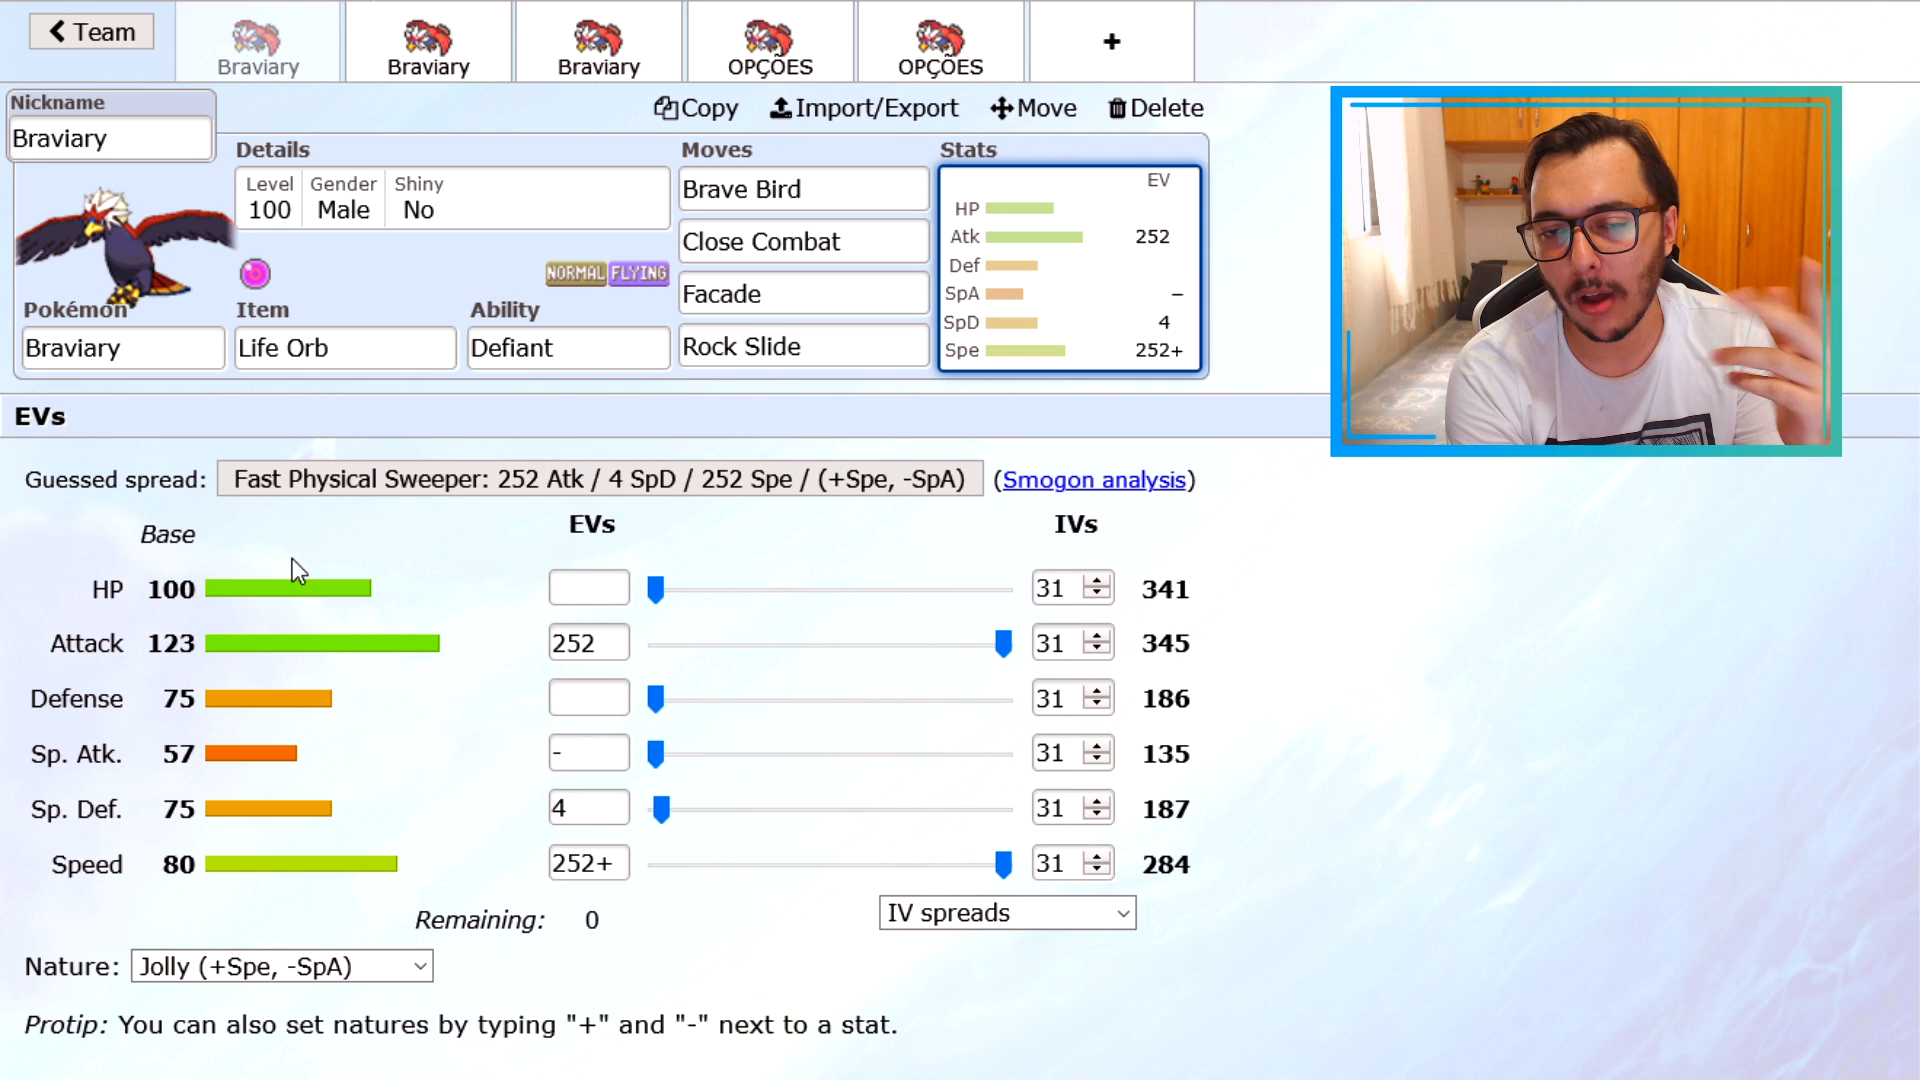 Team
Braviary
Braviary
Braviary
OPÇÕES
OPÇÕES
+
Nickname
Braviary
Copy
Import/Export
Move
Delete
Details
Level
100
Gender
Male
Shiny
No
NORMAL FLYING
Pokémon
Braviary
Item
Life Orb
Ability
Defiant
Moves
Brave Bird
Close Combat
Facade
Rock Slide
Stats
EV
HP
Atk 252
Def
SpA –
SpD 4
Spe 252+
EVs
Guessed spread: Fast Physical Sweeper: 252 Atk / 4 SpD / 252 Spe / (+Spe, -SpA) (Smogon analysis)
Base EVs IVs
HP 100 31 341
Attack 123 252 31 345
Defense 75 31 186
Sp. Atk. 57 - 31 135
Sp. Def. 75 4 31 187
Speed 80 252+ 31 284
Remaining: 0 IV spreads
Nature: Jolly (+Spe, -SpA)
Protip: You can also set natures by typing "+" and "-" next to a stat.